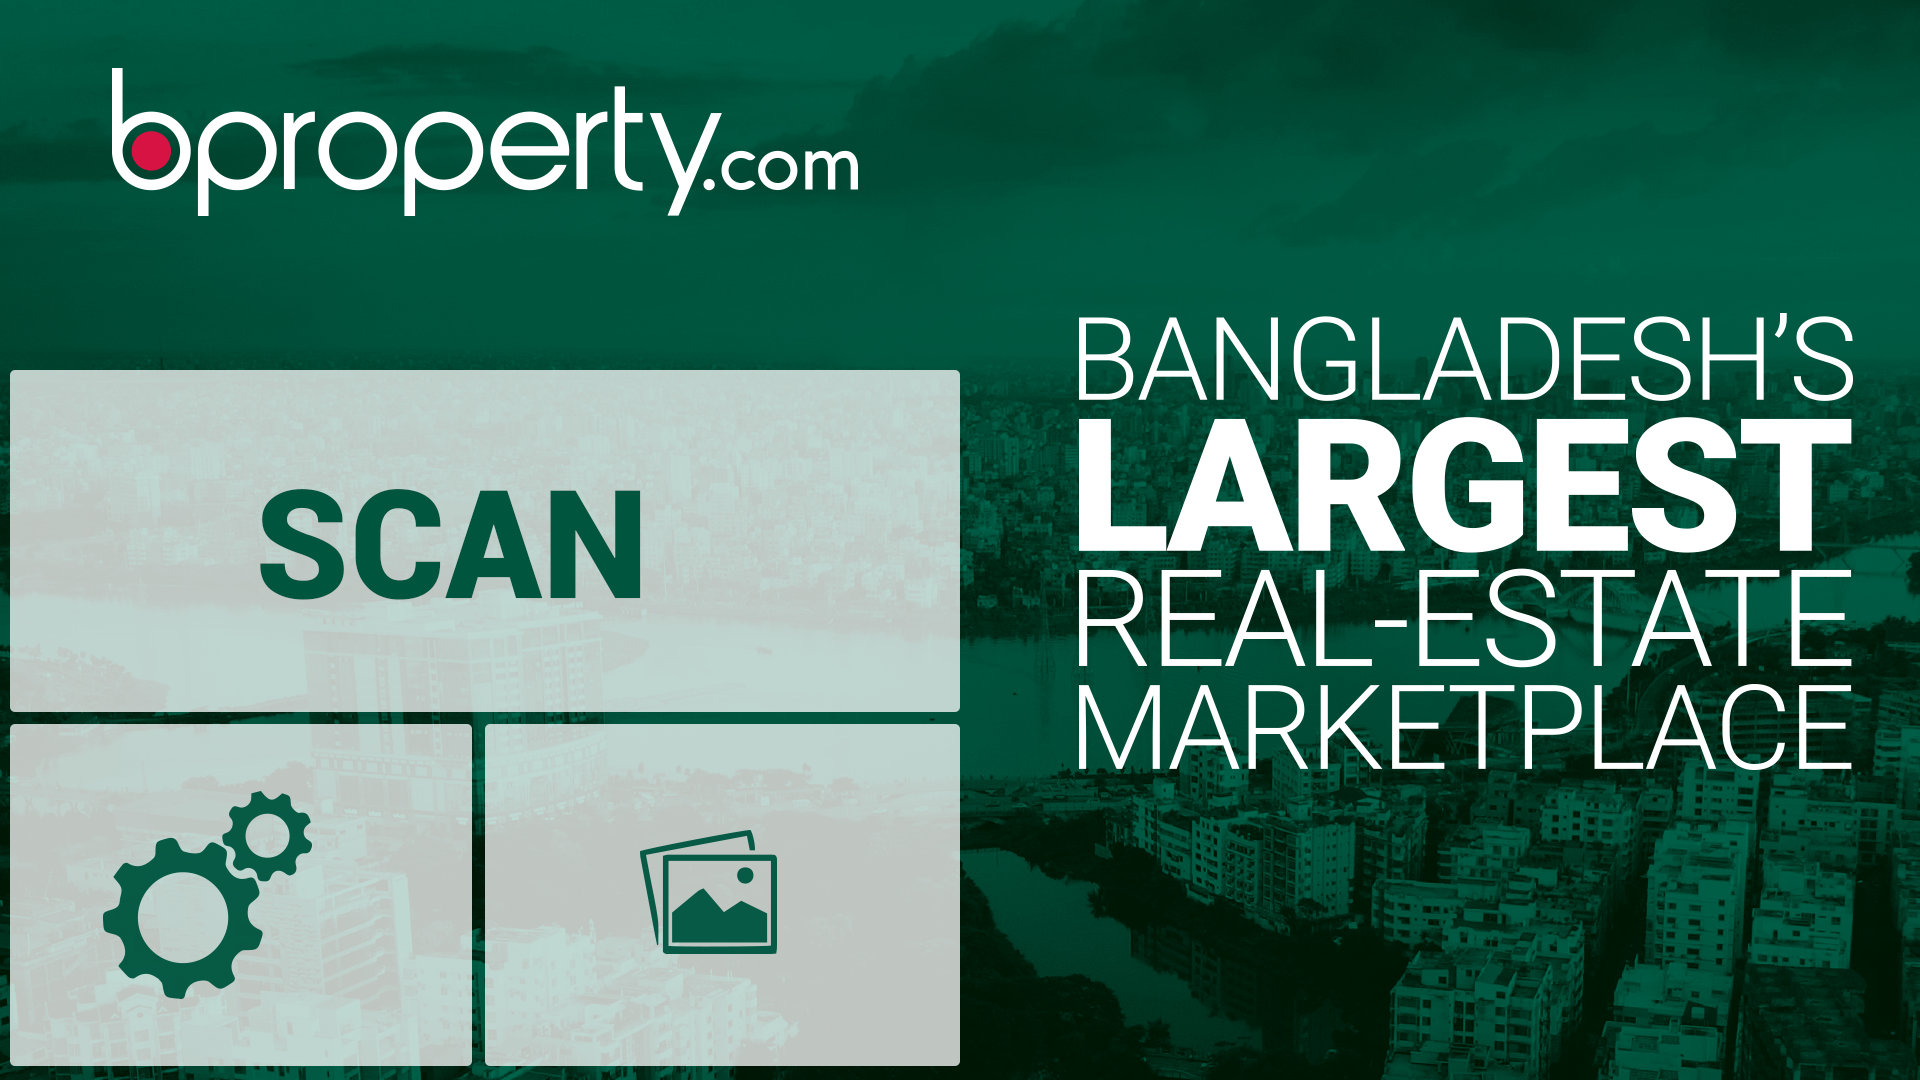 bproperty.com
SCAN
BANGLADESH’S
LARGEST
REAL-ESTATE
MARKETPLACE